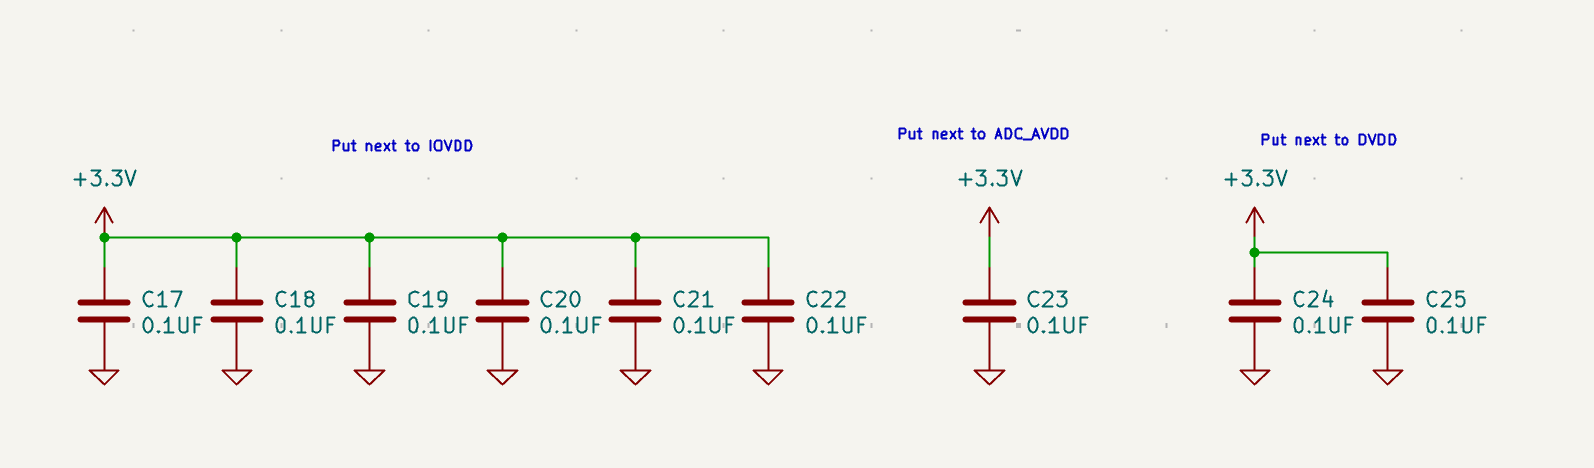 Put next to IOVDD
Put next to ADC_AVDD
Put next to DVDD
+3.3V
+3.3V
+3.3V
C17
0.1UF
C18
0.1UF
C19
0.1UF
C20
0.1UF
C21
0.1UF
C22
0.1UF
C23
0.1UF
C24
0.1UF
C25
0.1UF